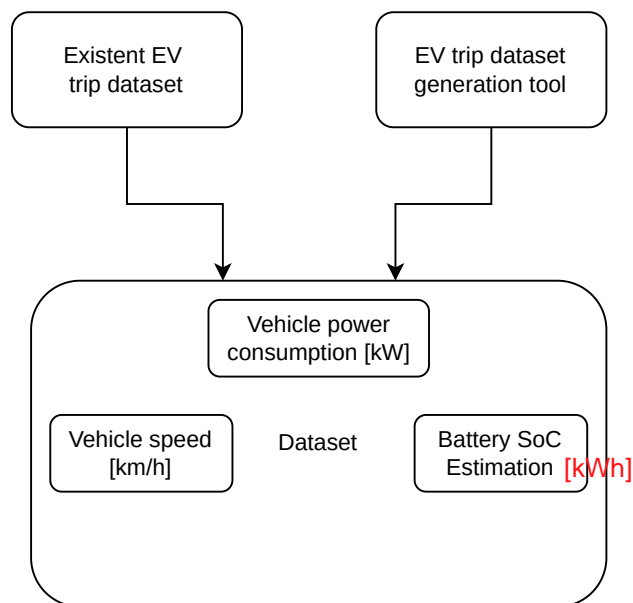 Existent EV
trip dataset
EV trip dataset
generation tool
Vehicle power
consumption [kW]
Vehicle speed
[km/h]
Dataset
Battery SoC
Estimation [kWh]